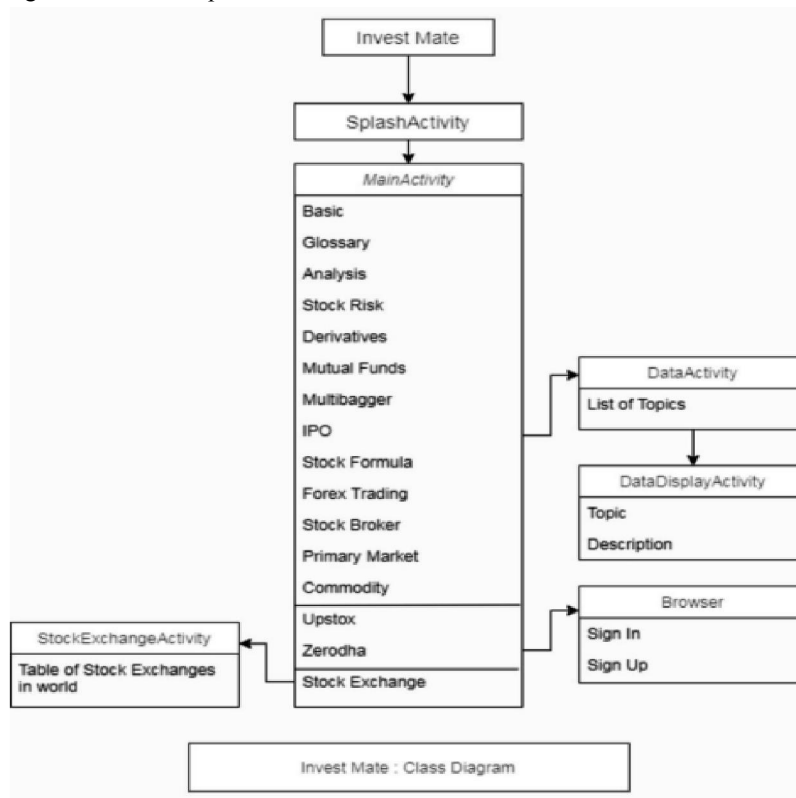 Invest Mate
SplashActivity
MainActivity
Basic
Glossary
Analysis
Stock Risk
Derivatives
Mutual Funds
Multibagger
IPO
Stock Formula
Forex Trading
Stock Broker
Primary Market
Commodity
Upstox
Zerodha
Stock Exchange
DataActivity
List of Topics
DataDisplayActivity
Topic
Description
Browser
Sign In
Sign Up
StockExchangeActivity
Table of Stock Exchanges
in world
Invest Mate : Class Diagram